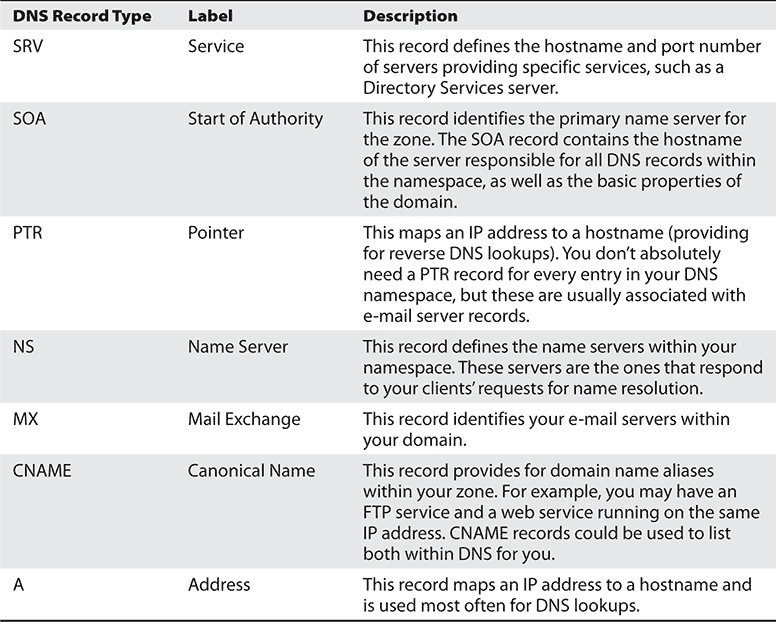 DNS Record Type Label Description
SRV Service This record defines the hostname and port number
of servers providing specific services, such as a
Directory Services server.
SOA Start of Authority This record identifies the primary name server for
the zone. The SOA record contains the hostname
of the server responsible for all DNS records within
the namespace, as well as the basic properties of
the domain.
PTR Pointer This maps an IP address to a hostname (providing
for reverse DNS lookups). You don’t absolutely
need a PTR record for every entry in your DNS
namespace, but these are usually associated with
e-mail server records.
NS Name Server This record defines the name servers within your
namespace. These servers are the ones that respond
to your clients’ requests for name resolution.
MX Mail Exchange This record identifies your e-mail servers within
your domain.
CNAME Canonical Name This record provides for domain name aliases
within your zone. For example, you may have an
FTP service and a web service running on the same
IP address. CNAME records could be used to list
both within DNS for you.
A Address This record maps an IP address to a hostname and
is used most often for DNS lookups.